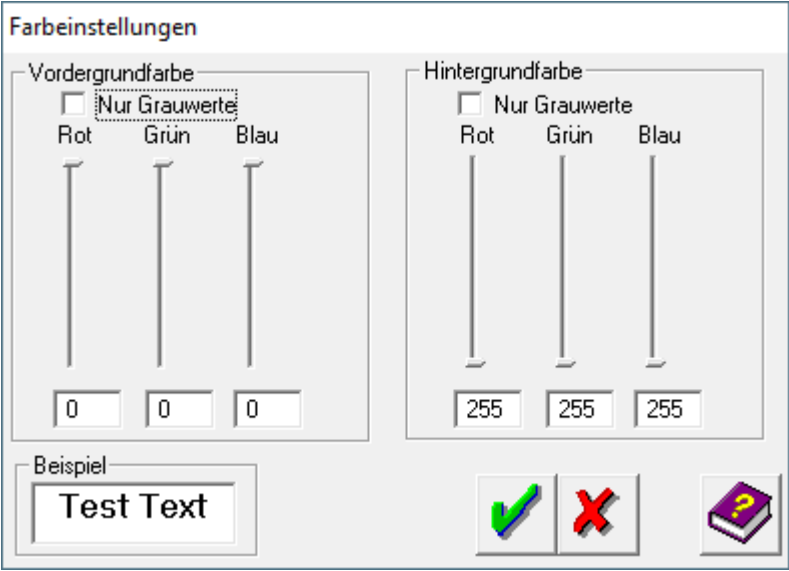 Farbeinstellungen
Vordergrundfarbe
Nur Grauwerte
Rot Grün Blau
0 0 0
Hintergrundfarbe
Nur Grauwerte
Rot Grün Blau
255 255 255
Beispiel
Test Text
?